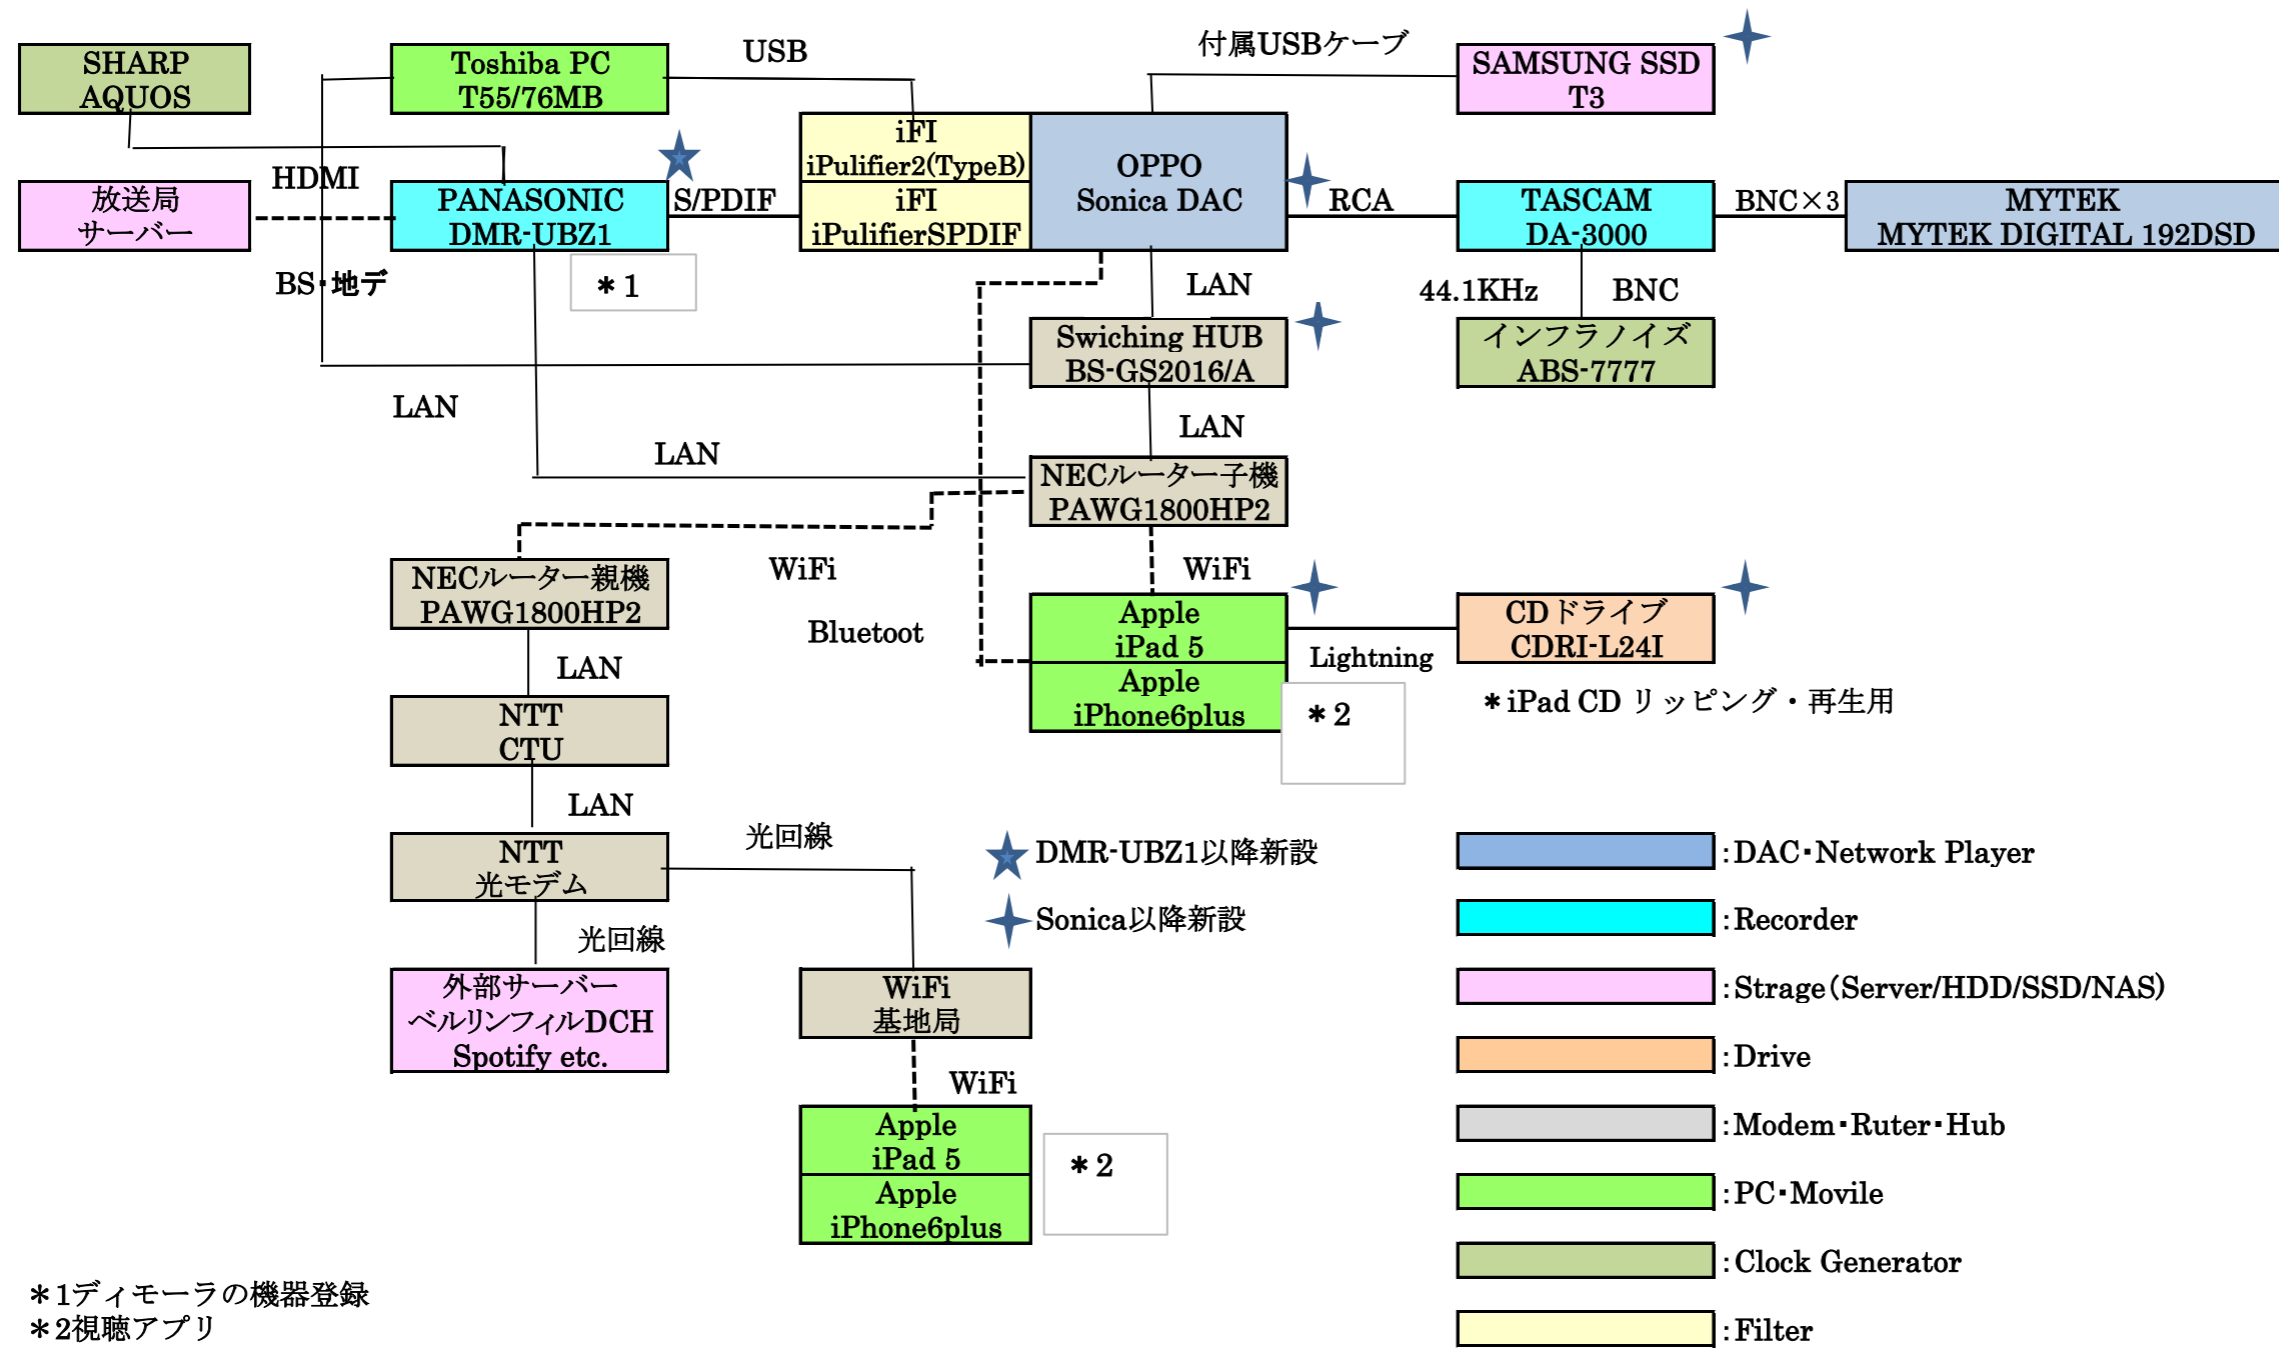 SHARP
AQUOS
Toshiba PC
T55/76MB
USB
付属USBケーブ
SAMSUNG SSD
T3
iFI
iPulifier2(TypeB)
OPPO
Sonica DAC
HDMI
放送局
サーバー
PANASONIC
DMR-UBZ1
S/PDIF
iFI
iPulifierSPDIF
RCA
TASCAM
DA-3000
BNC×3
MYTEK
MYTEK DIGITAL 192DSD
BS・地デ
＊1
LAN
44.1KHz
BNC
Swiching HUB
BS-GS2016/A
インフラノイズ
ABS-7777
LAN
LAN
LAN
NECルーター子機
PAWG1800HP2
NECルーター親機
PAWG1800HP2
WiFi
WiFi
Bluetoot
Apple
iPad 5
Lightning
CDドライブ
CDRI-L24I
LAN
Apple
iPhone6plus
＊2
＊iPad CD リッピング・再生用
NTT
CTU
LAN
NTT
光モデム
光回線
DMR-UBZ1以降新設
:DAC・Network Player
光回線
Sonica以降新設
:Recorder
外部サーバー
ベルリンフィルDCH
Spotify etc.
WiFi
基地局
:Strage(Server/HDD/SSD/NAS)
:Drive
WiFi
Apple
iPad 5
＊2
:Modem・Ruter・Hub
Apple
iPhone6plus
:PC・Movile
:Clock Generator
＊1ディモーラの機器登録
＊2視聴アプリ
:Filter